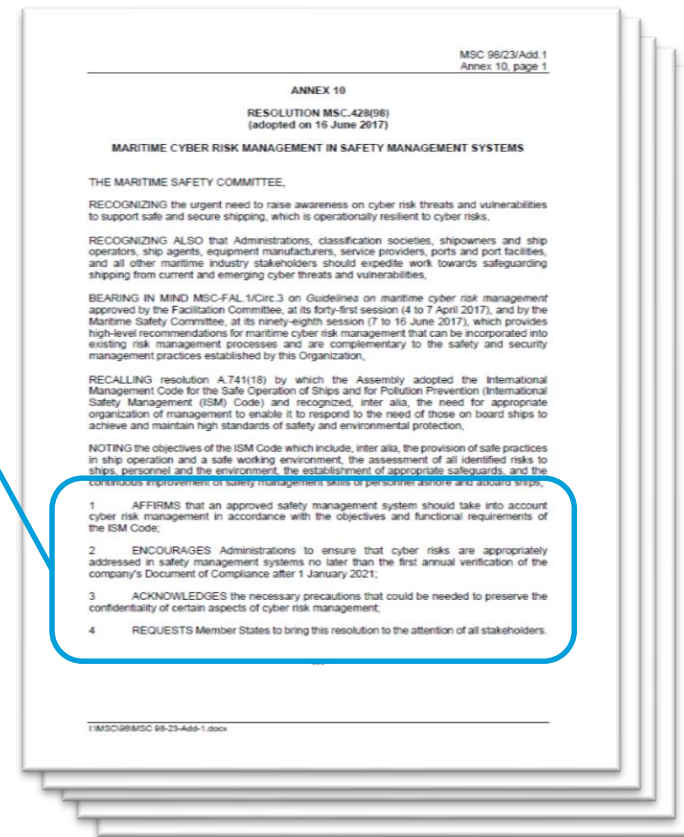 MSC 98/23/Add.1
Annex 10, page 1
ANNEX 10
RESOLUTION MSC.428(98)
(adopted on 16 June 2017)
MARITIME CYBER RISK MANAGEMENT IN SAFETY MANAGEMENT SYSTEMS
THE MARITIME SAFETY COMMITTEE,
RECOGNIZING the urgent need to raise awareness on cyber risk threats and vulnerabilities
to support safe and secure shipping, which is operationally resilient to cyber risks,
RECOGNIZING ALSO that Administrations, classification societies, shipowners and ship
operators, ship agents, equipment manufacturers, service providers, ports and port facilities,
and all other maritime industry stakeholders should expedite work towards safeguarding
shipping from current and emerging cyber threats and vulnerabilities,
BEARING IN MIND MSC-FAL.1/Circ.3 on Guidelines on maritime cyber risk management
approved by the Facilitation Committee, at its forty-first session (4 to 7 April 2017), and by the
Maritime Safety Committee, at its ninety-eighth session (7 to 16 June 2017), which provides
high-level recommendations for maritime cyber risk management that can be incorporated into
existing risk management processes and are complementary to the safety and security
management practices established by this Organization,
RECALLING resolution A.741(18) by which the Assembly adopted the International
Management Code for the Safe Operation of Ships and for Pollution Prevention (International
Safety Management (ISM) Code) and recognized, inter alia, the need for appropriate
organization of management to enable it to respond to the need of those on board ships to
achieve and maintain high standards of safety and environmental protection,
NOTING the objectives of the ISM Code which include, inter alia, the provision of safe practices
in ship operation and a safe working environment, the assessment of all identified risks to
ships, personnel and the environment, the establishment of appropriate safeguards, and the
continuous improvement of safety management skills of personnel ashore and aboard ships,
1 AFFIRMS that an approved safety management system should take into account
cyber risk management in accordance with the objectives and functional requirements of
the ISM Code;
2 ENCOURAGES Administrations to ensure that cyber risks are appropriately
addressed in safety management systems no later than the first annual verification of the
company's Document of Compliance after 1 January 2021;
3 ACKNOWLEDGES the necessary precautions that could be needed to preserve the
confidentiality of certain aspects of cyber risk management;
4 REQUESTS Member States to bring this resolution to the attention of all stakeholders.
***
I:\MSC\98\MSC 98-23-Add-1.docx